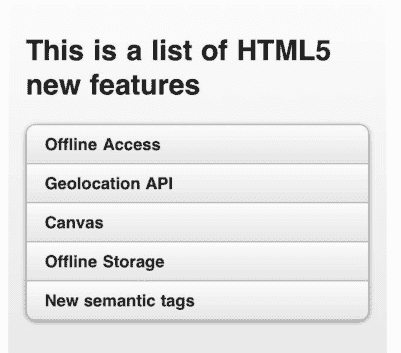 This is a list of HTML5
new features
Offline Access
Geolocation API
Canvas
Offline Storage
New semantic tags